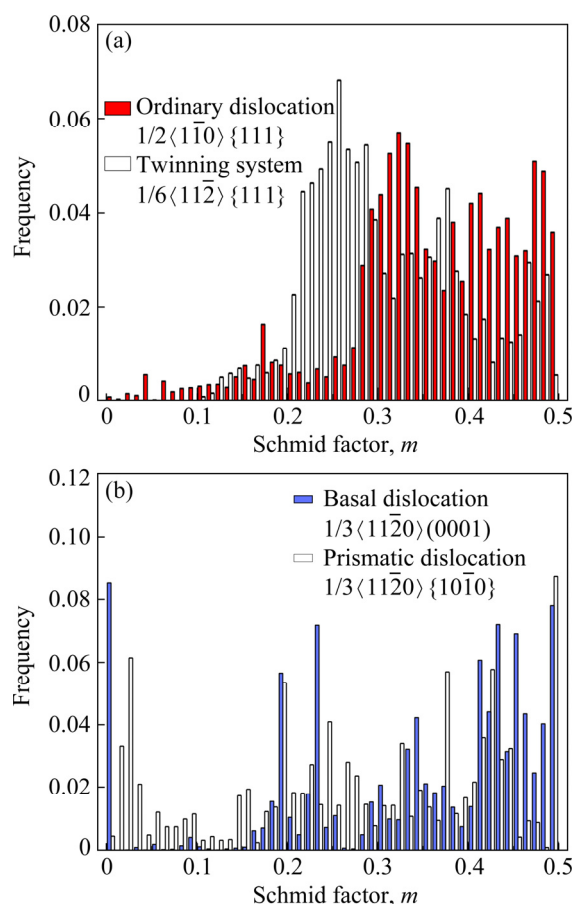 (a)
0.08
0.06
0.04
0.02
0
Frequency
Ordinary dislocation
1/2⟨11̅0⟩{111}
Twinning system
1/6⟨112̅⟩{111}
0 0.1 0.2 0.3 0.4 0.5
Schmid factor, m
(b)
0.12
0.10
0.08
0.06
0.04
0.02
0
Frequency
Basal dislocation
1/3⟨112̅0⟩(0001)
Prismatic dislocation
1/3⟨112̅0⟩{101̅0}
0 0.1 0.2 0.3 0.4 0.5
Schmid factor, m